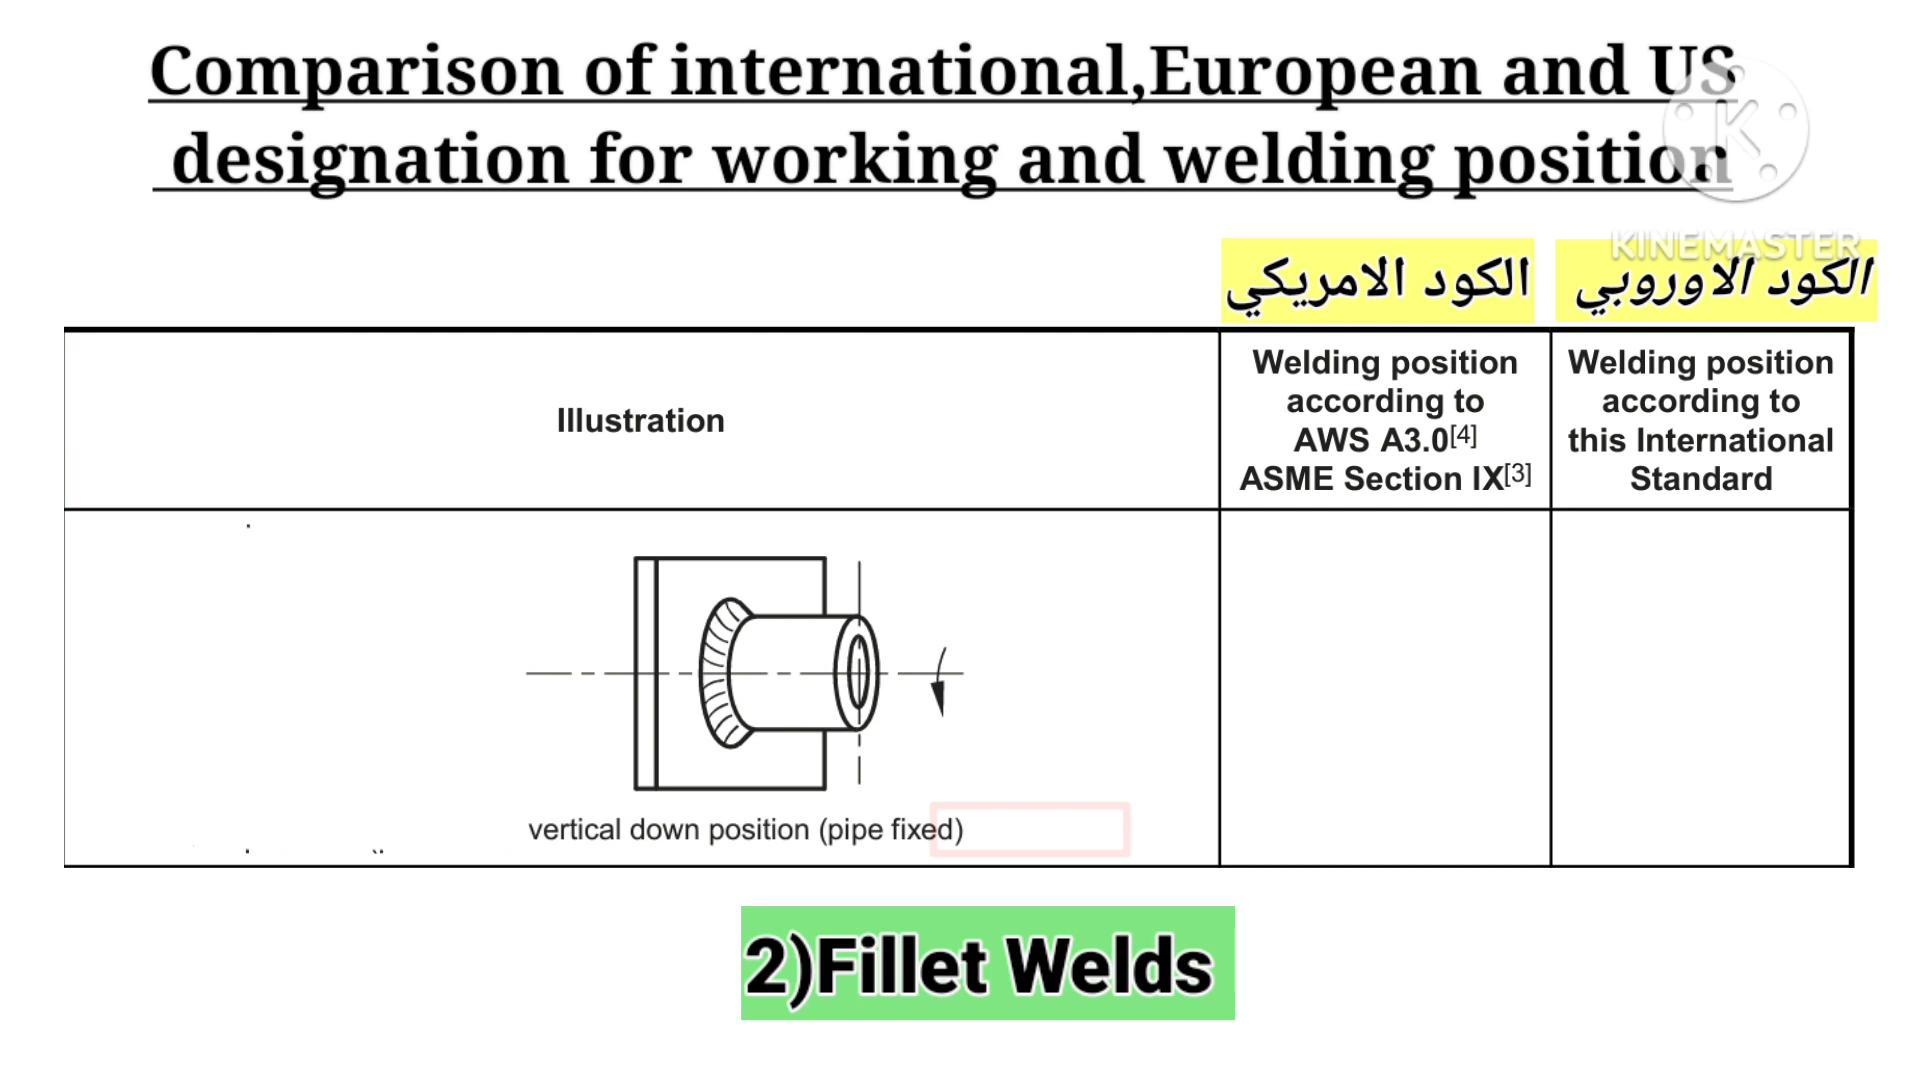 Comparison of international,European and US
designation for working and welding position
K
KINEMASTER
الكود الامريكي
الكود الاوروبي
Illustration
Welding position
according to
AWS A3.0[4]
ASME Section IX[3]
Welding position
according to
this International
Standard
vertical down position (pipe fixed)
2)Fillet Welds